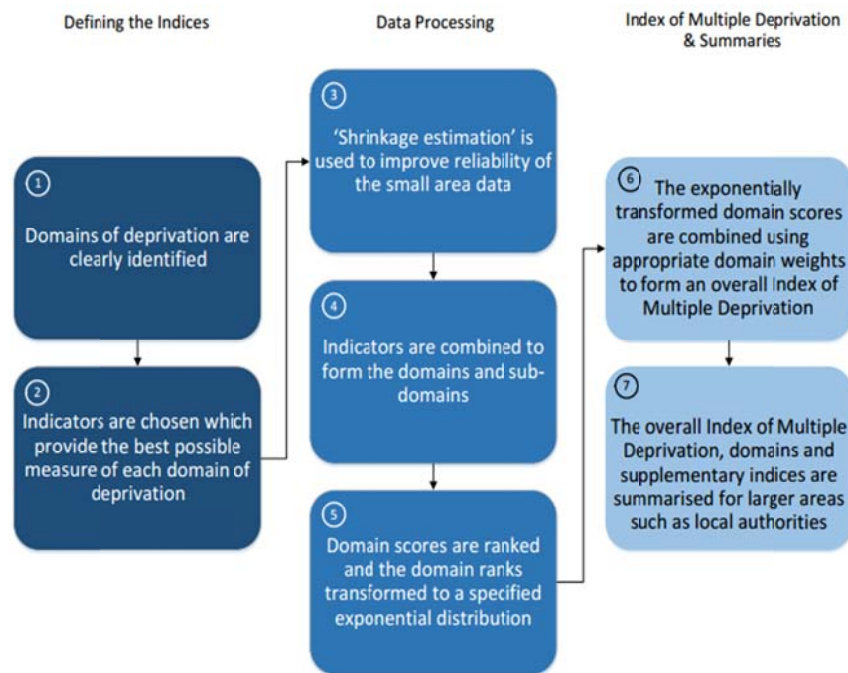 Defining the Indices
Data Processing
Index of Multiple Deprivation
& Summaries
1
Domains of deprivation are
clearly identified
2
Indicators are chosen which
provide the best possible
measure of each domain of
deprivation
3
‘Shrinkage estimation’ is
used to improve reliability of
the small area data
4
Indicators are combined to
form the domains and sub-
domains
5
Domain scores are ranked
and the domain ranks
transformed to a specified
exponential distribution
6
The exponentially
transformed domain scores
are combined using
appropriate domain weights
to form an overall Index of
Multiple Deprivation
7
The overall Index of Multiple
Deprivation, domains and
supplementary indices are
summarised for larger areas
such as local authorities